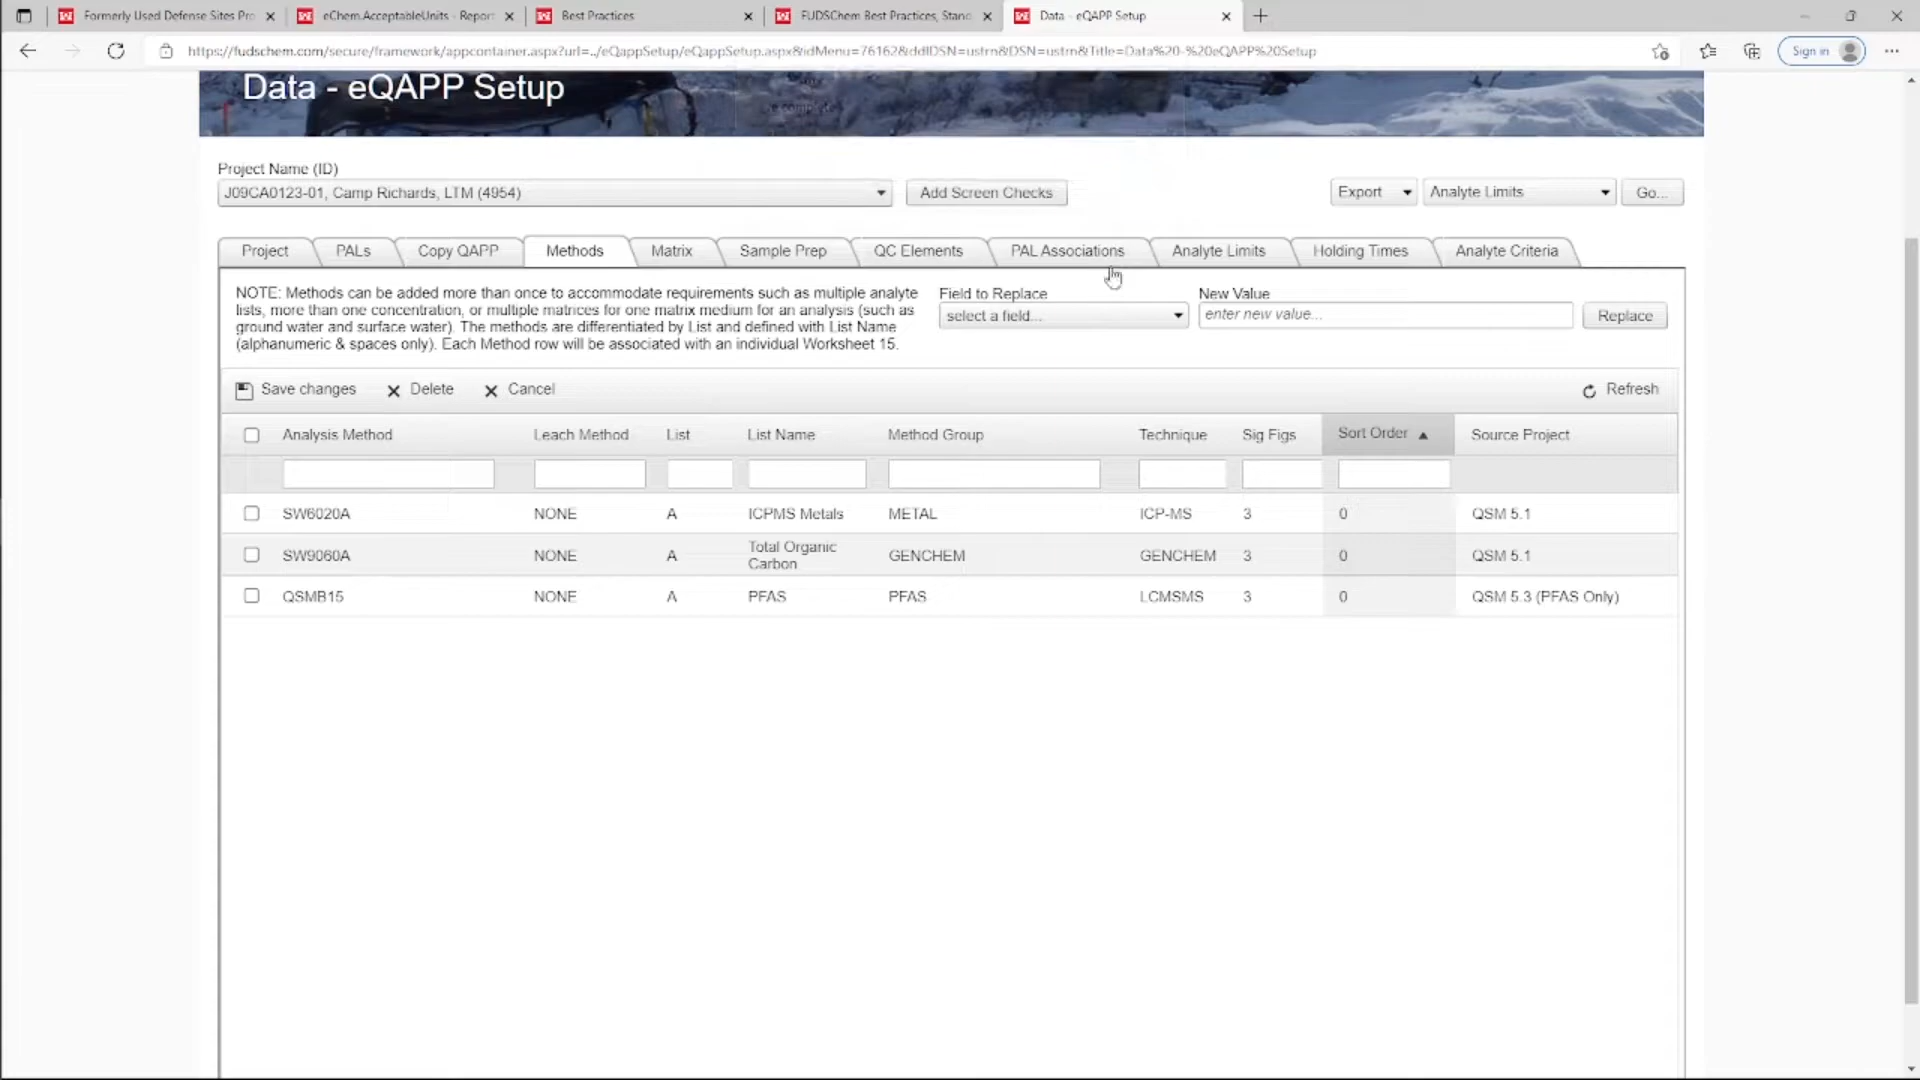 Formerly Used Defense Sites Pro
eChem.AcceptableUnits - Report
Best Practices
FUDSChem Best Practices, Stand
Data - eQAPP Setup
https://fudschem.com/secure/framework/appcontainer.aspx?url=../eQappSetup/eQappSetup.aspx&idMenu=76162&ddlDSN=ustrn&DSN=ustrn&Title=Data%20-%20eQAPP%20Setup
Sign in
Data - eQAPP Setup
Project Name (ID)
J09CA0123-01, Camp Richards, LTM (4954)
Add Screen Checks
Export
Analyte Limits
Go...
Project
PALs
Copy QAPP
Methods
Matrix
Sample Prep
QC Elements
PAL Associations
Analyte Limits
Holding Times
Analyte Criteria
NOTE: Methods can be added more than once to accommodate requirements such as multiple analyte
lists, more than one concentration, or multiple matrices for one matrix medium for an analysis (such as
ground water and surface water). The methods are differentiated by List and defined with List Name
(alphanumeric & spaces only). Each Method row will be associated with an individual Worksheet 15.
Field to Replace
select a field...
New Value
enter new value...
Replace
Save changes
Delete
Cancel
Refresh
Analysis Method Leach Method List List Name Method Group Technique Sig Figs Sort Order Source Project
SW6020A NONE A ICPMS Metals METAL ICP-MS 3 0 QSM 5.1
SW9060A NONE A Total Organic Carbon GENCHEM GENCHEM 3 0 QSM 5.1
QSMB15 NONE A PFAS PFAS LCMSMS 3 0 QSM 5.3 (PFAS Only)